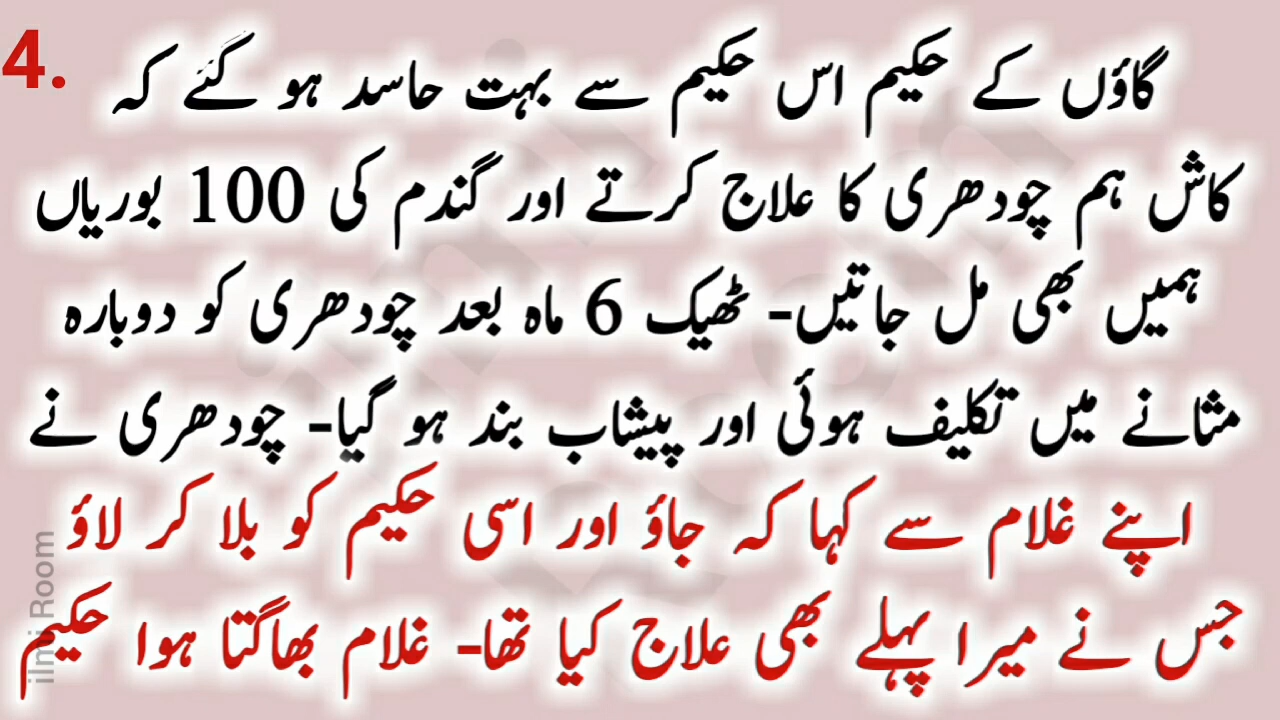 4.
گاؤں کے حکیم اس حکیم سے بہت حاسد ہو گئے کہ
کاش ہم چودھری کا علاج کرتے اور گندم کی 100 بوریاں
ہمیں بھی مل جاتیں- ٹھیک 6 ماہ بعد چودھری کو دوبارہ
مثانے میں تکلیف ہوئی اور پیشاب بند ہو گیا- چودھری نے
اپنے غلام سے کہا کہ جاؤ اور اسی حکیم کو بلا کر لاؤ
جس نے میرا پہلے بھی علاج کیا تھا- غلام بھاگتا ہوا حکیم
ilmi Room
ilmi Room